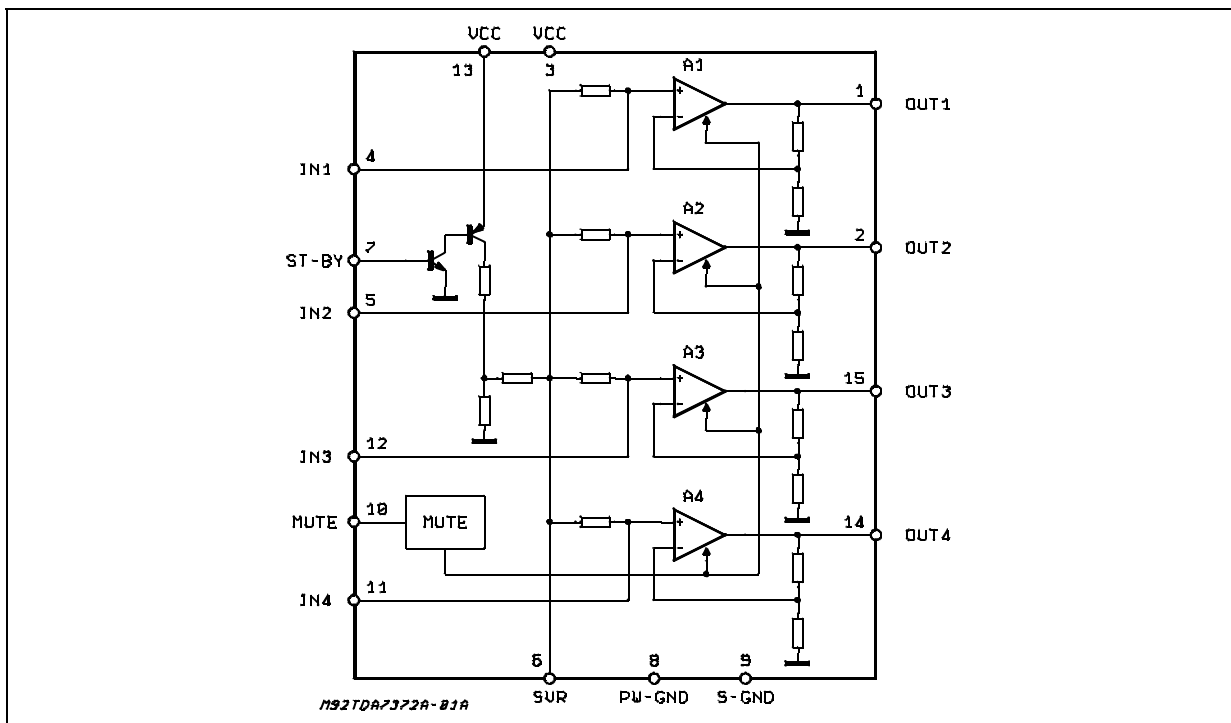 VCC VCC
13 3
A1
1 OUT1
IN1 4
A2
2 OUT2
ST-BY 7
IN2 5
A3
15 OUT3
+ -
+ -
+ -
+ -
IN3 12
A4
MUTE 10 MUTE
14 OUT4
IN4 11
6 8 9
SVR PW-GND S-GND
M92TDA7372A-01A